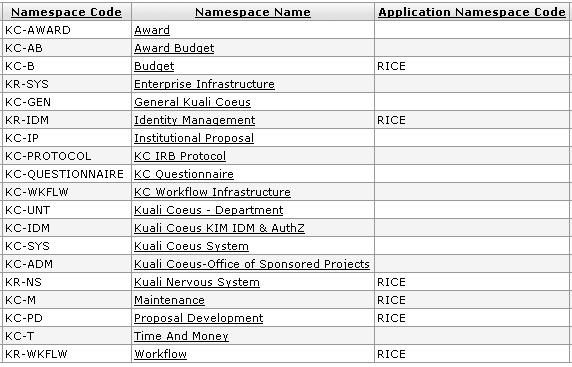 Namespace Code Namespace Name Application Namespace Code
KC-AWARD Award
KC-AB Award Budget
KC-B Budget RICE
KR-SYS Enterprise Infrastructure
KC-GEN General Kuali Coeus
KR-IDM Identity Management RICE
KC-IP Institutional Proposal
KC-PROTOCOL KC IRB Protocol
KC-QUESTIONNAIRE KC Questionnaire
KC-WKFLW KC Workflow Infrastructure
KC-UNT Kuali Coeus - Department
KC-IDM Kuali Coeus KIM IDM & AuthZ
KC-SYS Kuali Coeus System
KC-ADM Kuali Coeus-Office of Sponsored Projects
KR-NS Kuali Nervous System RICE
KC-M Maintenance RICE
KC-PD Proposal Development RICE
KC-T Time And Money
KR-WKFLW Workflow RICE